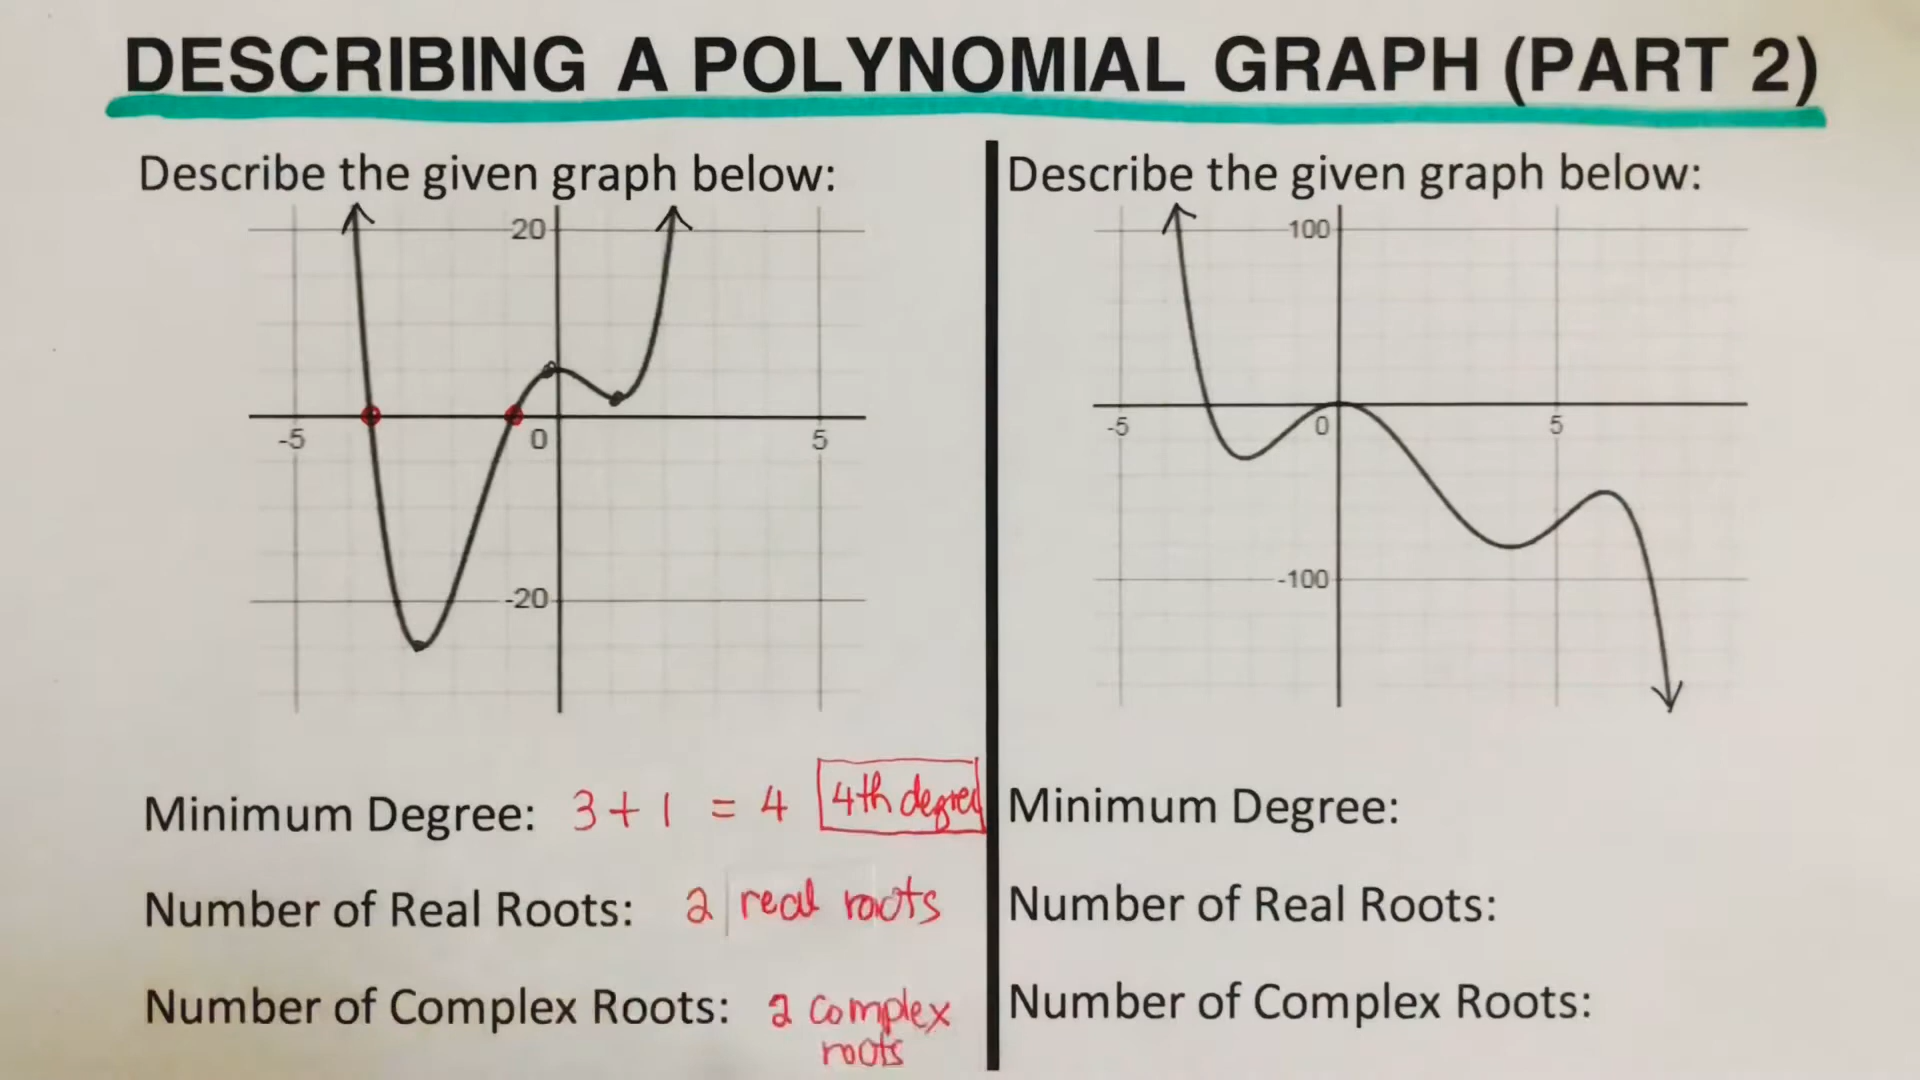 DESCRIBING A POLYNOMIAL GRAPH (PART 2)
Describe the given graph below:
20
-5
0
5
-20
Minimum Degree: 3 + 1 = 4 4th degree
Number of Real Roots: 2 real roots
Number of Complex Roots: 2 complex
roots
Describe the given graph below:
100
-5
0
5
-100
Minimum Degree:
Number of Real Roots:
Number of Complex Roots: